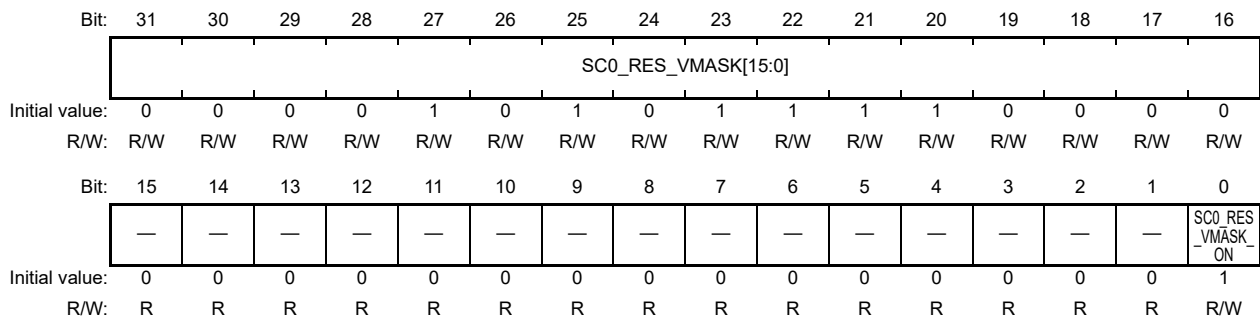 Bit: 31 30 29 28 27 26 25 24 23 22 21 20 19 18 17 16
SC0_RES_VMASK[15:0]
Initial value: 0 0 0 0 1 0 1 0 1 1 1 1 0 0 0 0
R/W: R/W R/W R/W R/W R/W R/W R/W R/W R/W R/W R/W R/W R/W R/W R/W R/W
Bit: 15 14 13 12 11 10 9 8 7 6 5 4 3 2 1 0
— — — — — — — — — — — — — — — SC0_RES
_VMASK_
ON
Initial value: 0 0 0 0 0 0 0 0 0 0 0 0 0 0 0 1
R/W: R R R R R R R R R R R R R R R R/W